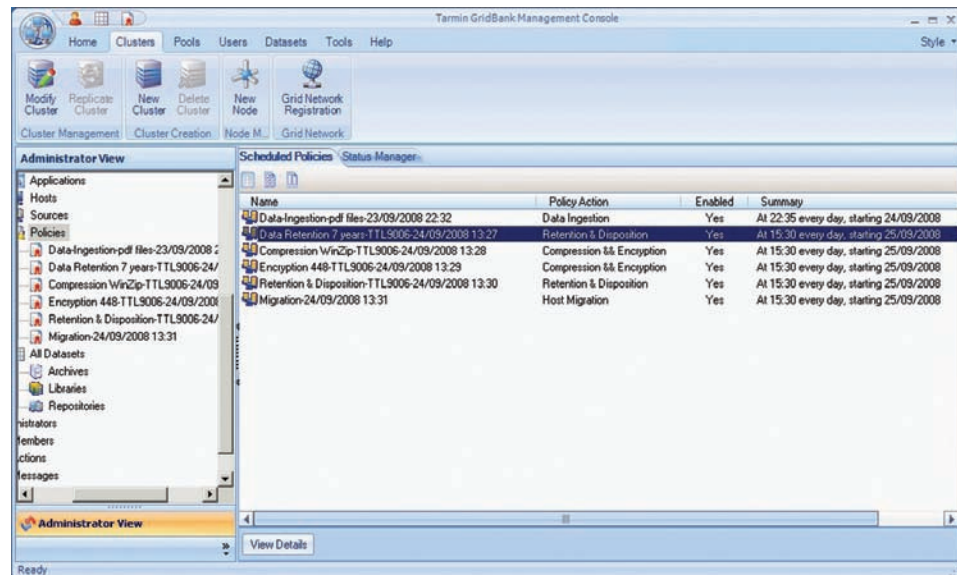 Tarmin GridBank Management Console
Home Clusters Pools Users Datasets Tools Help Style
Modify Cluster Replicate Cluster New Cluster Delete Cluster New Node Grid Network Registration
Cluster Management Cluster Creation Node M... Grid Network
Administrator View
Scheduled Policies Status Manager
Applications
Hosts
Sources
Policies
Data-Ingestion-pdf files-23/09/2008 2
Data Retention 7 years-TTL9006-24/
Compression WinZip-TTL9006-24/09
Encryption 448-TTL9006-24/09/200
Retention & Disposition-TTL9006-24/
Migration-24/09/2008 13:31
All Datasets
Archives
Libraries
Repositories
nistrators
Members
ctions
Messages
Administrator View
Name Policy Action Enabled Summary
Data-Ingestion-pdf files-23/09/2008 22:32 Data Ingestion Yes At 22:35 every day, starting 24/09/2008
Data Retention 7 years-TTL9006-24/09/2008 13:27 Retention & Disposition Yes At 15:30 every day, starting 25/09/2008
Compression WinZip-TTL9006-24/09/2008 13:28 Compression && Encryption Yes At 15:30 every day, starting 25/09/2008
Encryption 448-TTL9006-24/09/2008 13:29 Compression && Encryption Yes At 15:30 every day, starting 25/09/2008
Retention & Disposition-TTL9006-24/09/2008 13:30 Retention & Disposition Yes At 15:30 every day, starting 25/09/2008
Migration-24/09/2008 13:31 Host Migration Yes At 15:30 every day, starting 25/09/2008
View Details
Ready